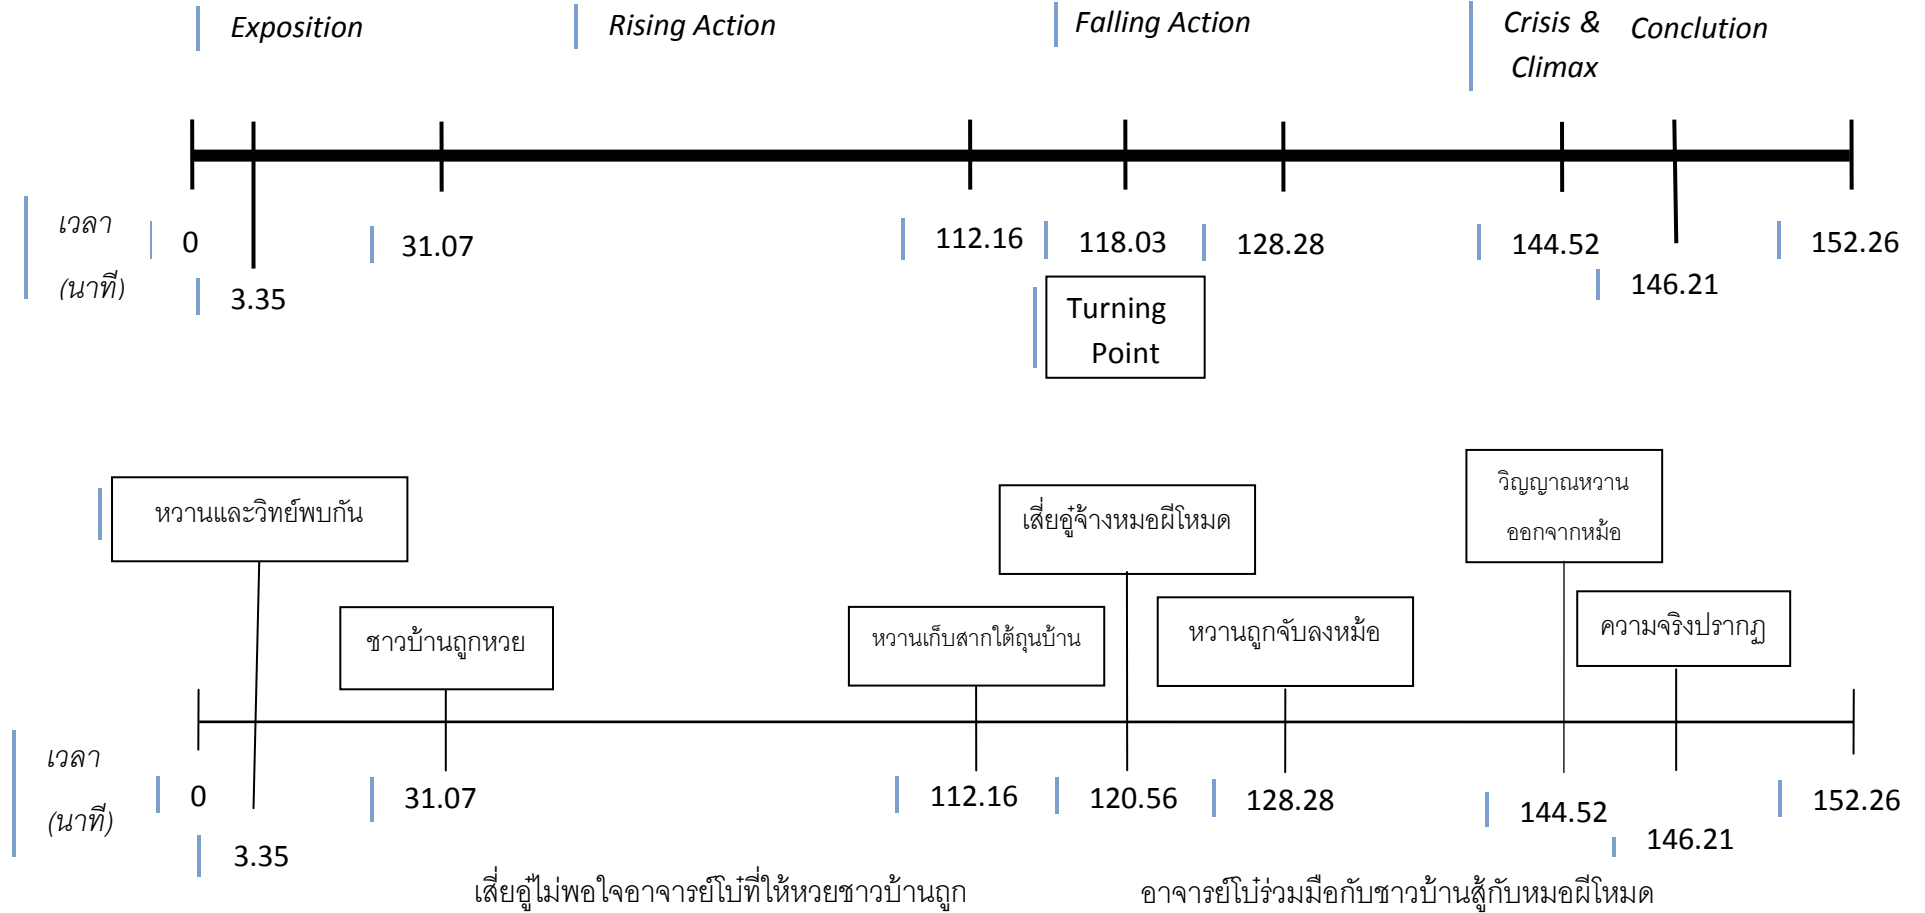 Exposition
Rising Action
Falling Action
Crisis &
Climax
Conclution
เวลา
(นาที)
0
3.35
31.07
112.16
118.03
128.28
144.52
146.21
152.26
Turning
Point
หวานและวิทย์พบกัน
ชาวบ้านถูกหวย
หวานเก็บสากใต้ถุนบ้าน
เสี่ยอู๋จ้างหมอผีโหมด
หวานถูกจับลงหม้อ
วิญญาณหวาน
ออกจากหม้อ
ความจริงปรากฏ
เวลา
(นาที)
0
3.35
31.07
112.16
120.56
128.28
144.52
146.21
152.26
เสี่ยอู๋ไม่พอใจอาจารย์โบ๋ที่ให้หวยชาวบ้านถูก
อาจารย์โบ๋ร่วมมือกับชาวบ้านสู้กับหมอผีโหมด